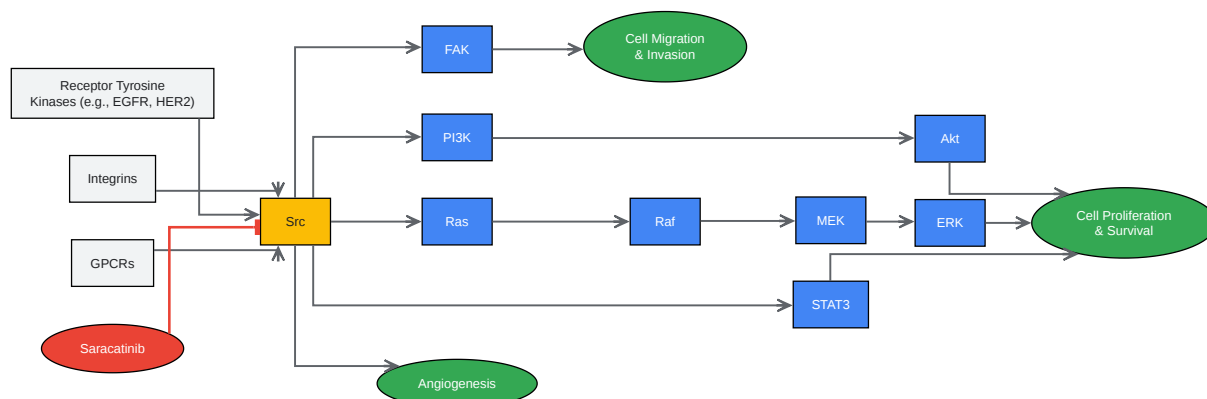 FAK
Cell Migration
& Invasion
Receptor Tyrosine
Kinases (e.g., EGFR, HER2)
PI3K
Akt
Integrins
Src
Ras
Raf
MEK
ERK
Cell Proliferation
& Survival
GPCRs
STAT3
Saracatinib
Angiogenesis